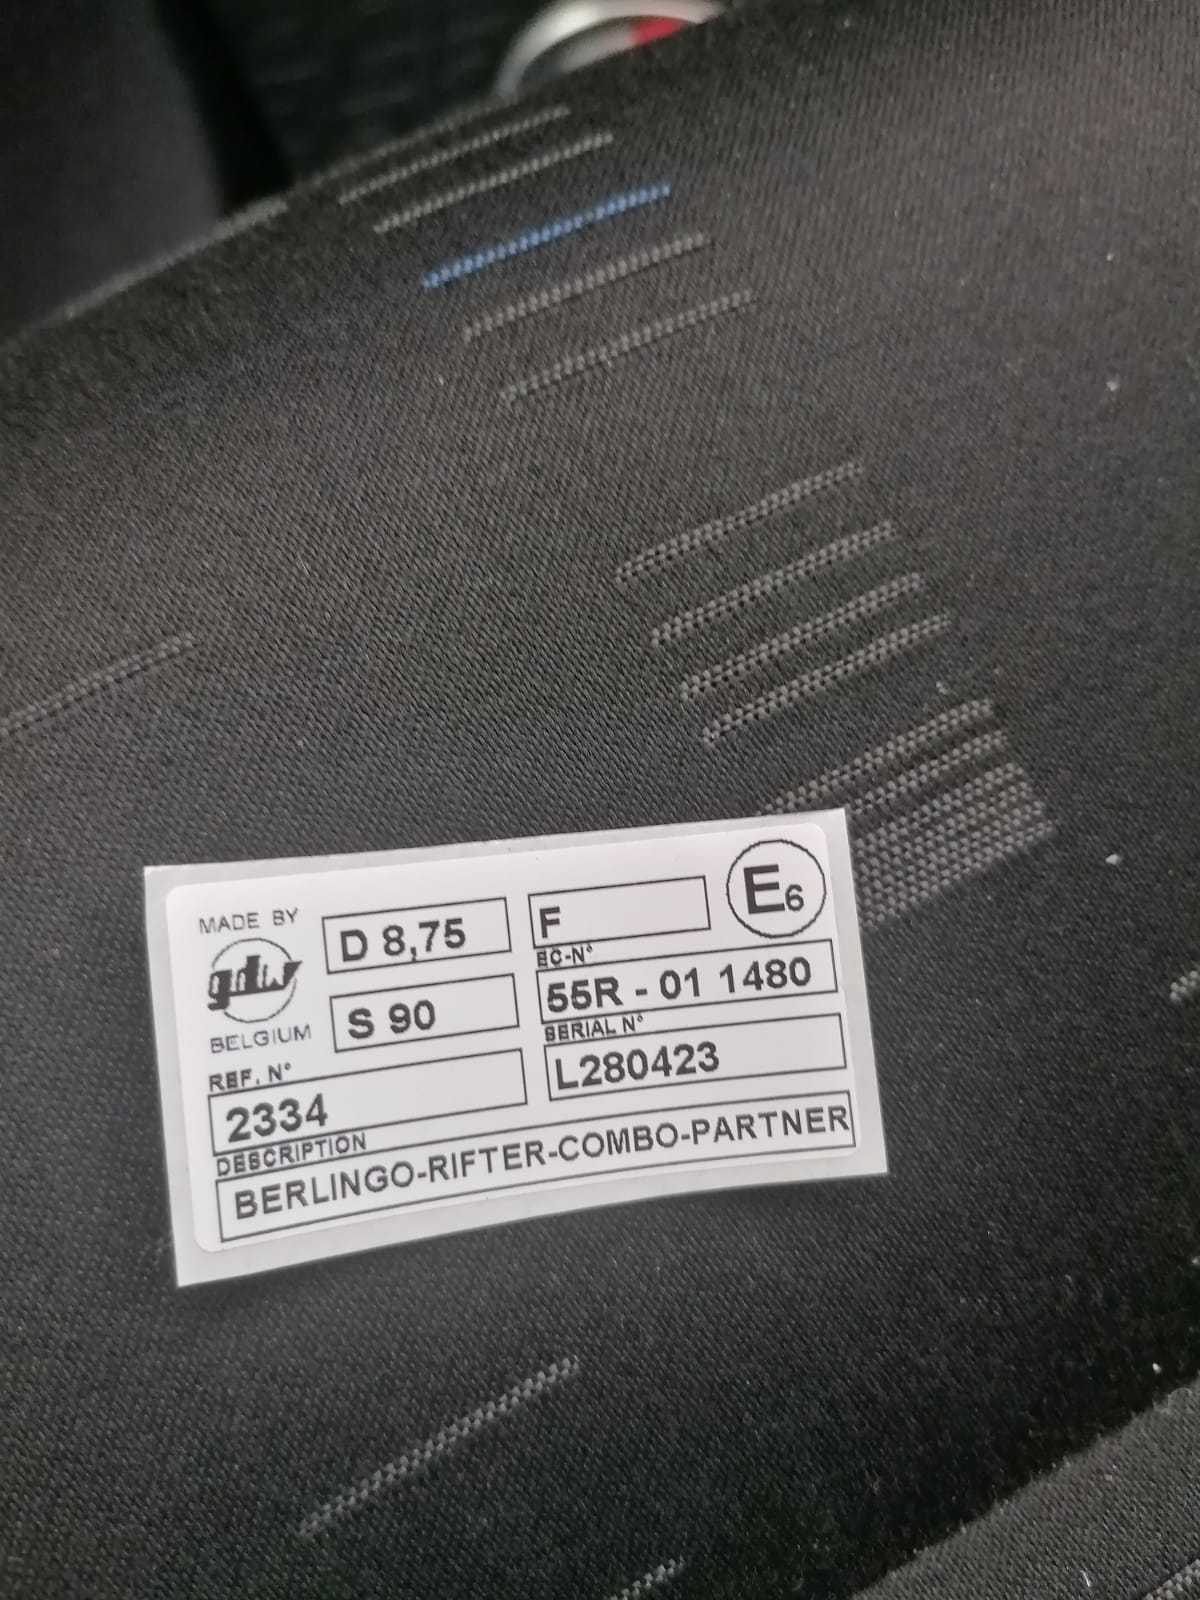 MADE BY
gdw
BELGIUM
D 8,75
F
E6
S 90
EC-N°
55R - 01 1480
REF. N°
2334
SERIAL N°
L280423
DESCRIPTION
BERLINGO-RIFTER-COMBO-PARTNER